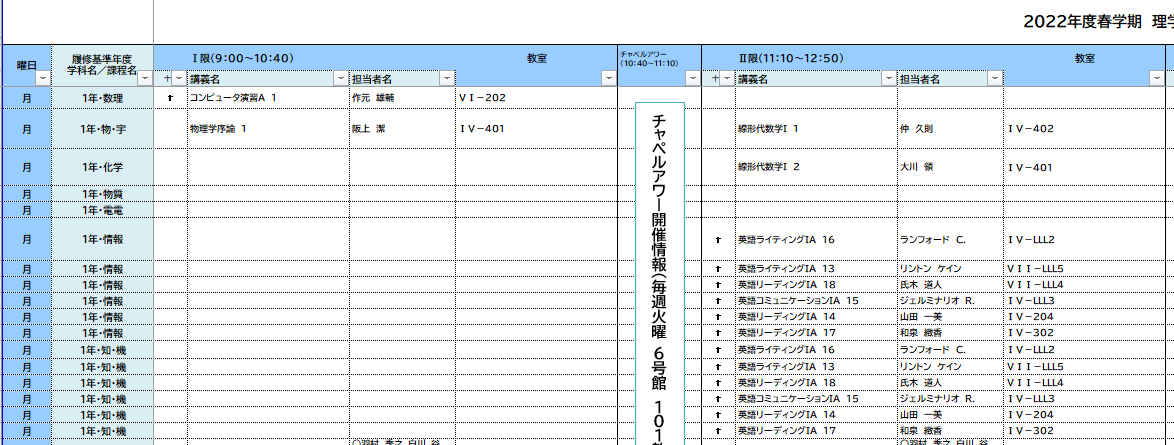 2022年度春学期 理学
曜日 履修基準年度 Ⅰ限(9:00～10:40) 教室 チャペルアワー Ⅱ限(11:10～12:50) 教室
学科名／課程名 (10:40～11:10)
＋ 講義名 担当者名 ＋ 講義名 担当者名
月 1年・数理 † コンピュータ演習A 1 作元 雄輔 ＶＩ－202
月 1年・物・宇 物理学序論 1 阪上 潔 ＩＶ－401 線形代数学Ⅰ 1 仲 久則 ＩＶ－402
月 1年・化学 線形代数学Ⅰ 2 大川 領 ＩＶ－401
月 1年・物質
月 1年・電電
月 1年・情報 † 英語ライティングⅠA 16 ランフォード C. ＩＶ－LLL2
月 1年・情報 † 英語ライティングⅠA 13 リントン ケイン ＶＩＩ－LLL5
月 1年・情報 † 英語リーディングⅠA 18 氏木 道人 ＶＩＩ－LLL4
月 1年・情報 † 英語コミュニケーションⅠA 15 ジェルミナリオ R. ＩＶ－LLL3
月 1年・情報 † 英語リーディングⅠA 14 山田 一美 ＩＶ－204
月 1年・情報 † 英語リーディングⅠA 17 和泉 緻香 ＩＶ－302
月 1年・知・機 † 英語ライティングⅠA 16 ランフォード C. ＩＶ－LLL2
月 1年・知・機 † 英語ライティングⅠA 13 リントン ケイン ＶＩＩ－LLL5
月 1年・知・機 † 英語リーディングⅠA 18 氏木 道人 ＶＩＩ－LLL4
月 1年・知・機 † 英語コミュニケーションⅠA 15 ジェルミナリオ R. ＩＶ－LLL3
月 1年・知・機 † 英語リーディングⅠA 14 山田 一美 ＩＶ－204
月 1年・知・機 † 英語リーディングⅠA 17 和泉 緻香 ＩＶ－302
チャペルアワー開催情報（毎週火曜 6号館 101